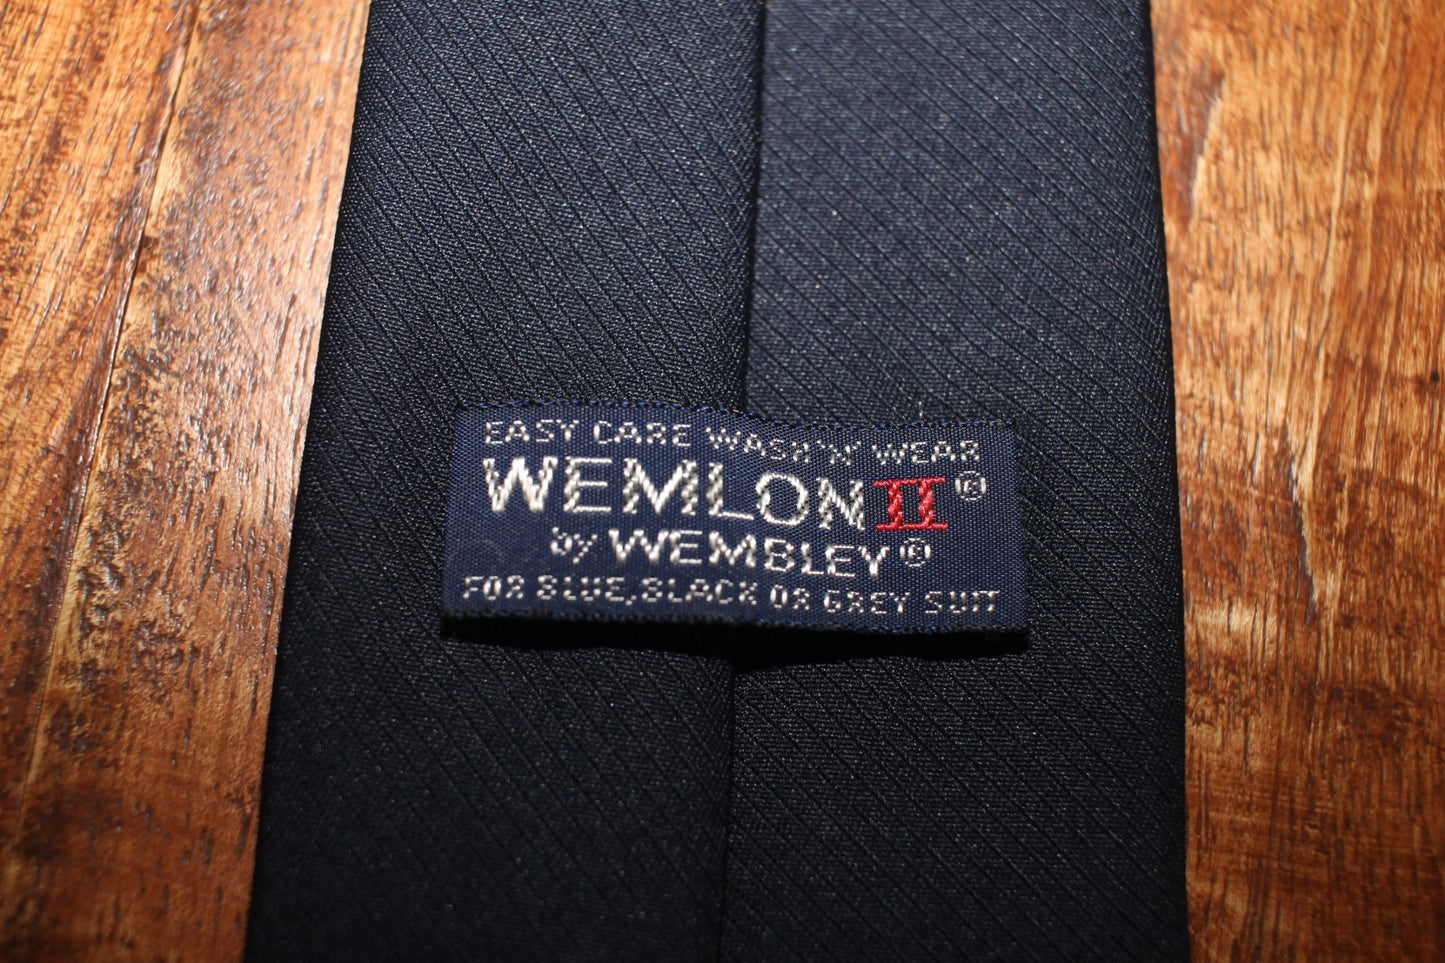 EASY CARE WASH'N' WEAR
WEMLON II ®
by WEMBLEY ®
FOR BLUE, BLACK OR GREY SUIT